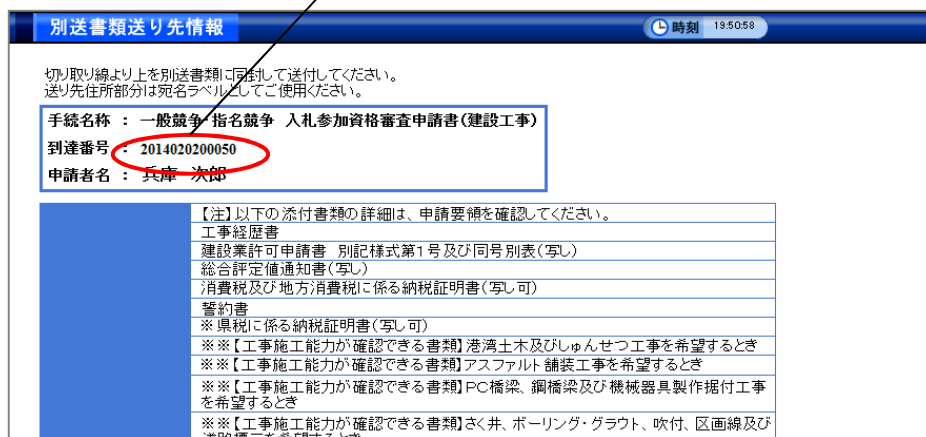 別送書類送り先情報
時刻 19:50:58
切り取り線より上を別送書類に同封して送付してください。
送り先住所部分は宛名ラベルとしてご使用ください。
手続名称 : 一般競争・指名競争 入札参加資格審査申請書(建設工事)
到達番号 : 2014020200050
申請者名 : 兵庫 次郎
【注】以下の添付書類の詳細は、申請要領を確認してください。
工事経歴書
建設業許可申請書 別記様式第1号及び同号別表(写し)
総合評定値通知書(写し)
消費税及び地方消費税に係る納税証明書(写し可)
誓約書
※県税に係る納税証明書(写し可)
※※【工事施工能力が確認できる書類】港湾土木及びしゅんせつ工事を希望するとき
※※【工事施工能力が確認できる書類】アスファルト舗装工事を希望するとき
※※【工事施工能力が確認できる書類】PC橋梁、鋼橋梁及び機械器具製作据付工事
を希望するとき
※※【工事施工能力が確認できる書類】さく井、ボーリング・グラウト、吹付、区画線及び